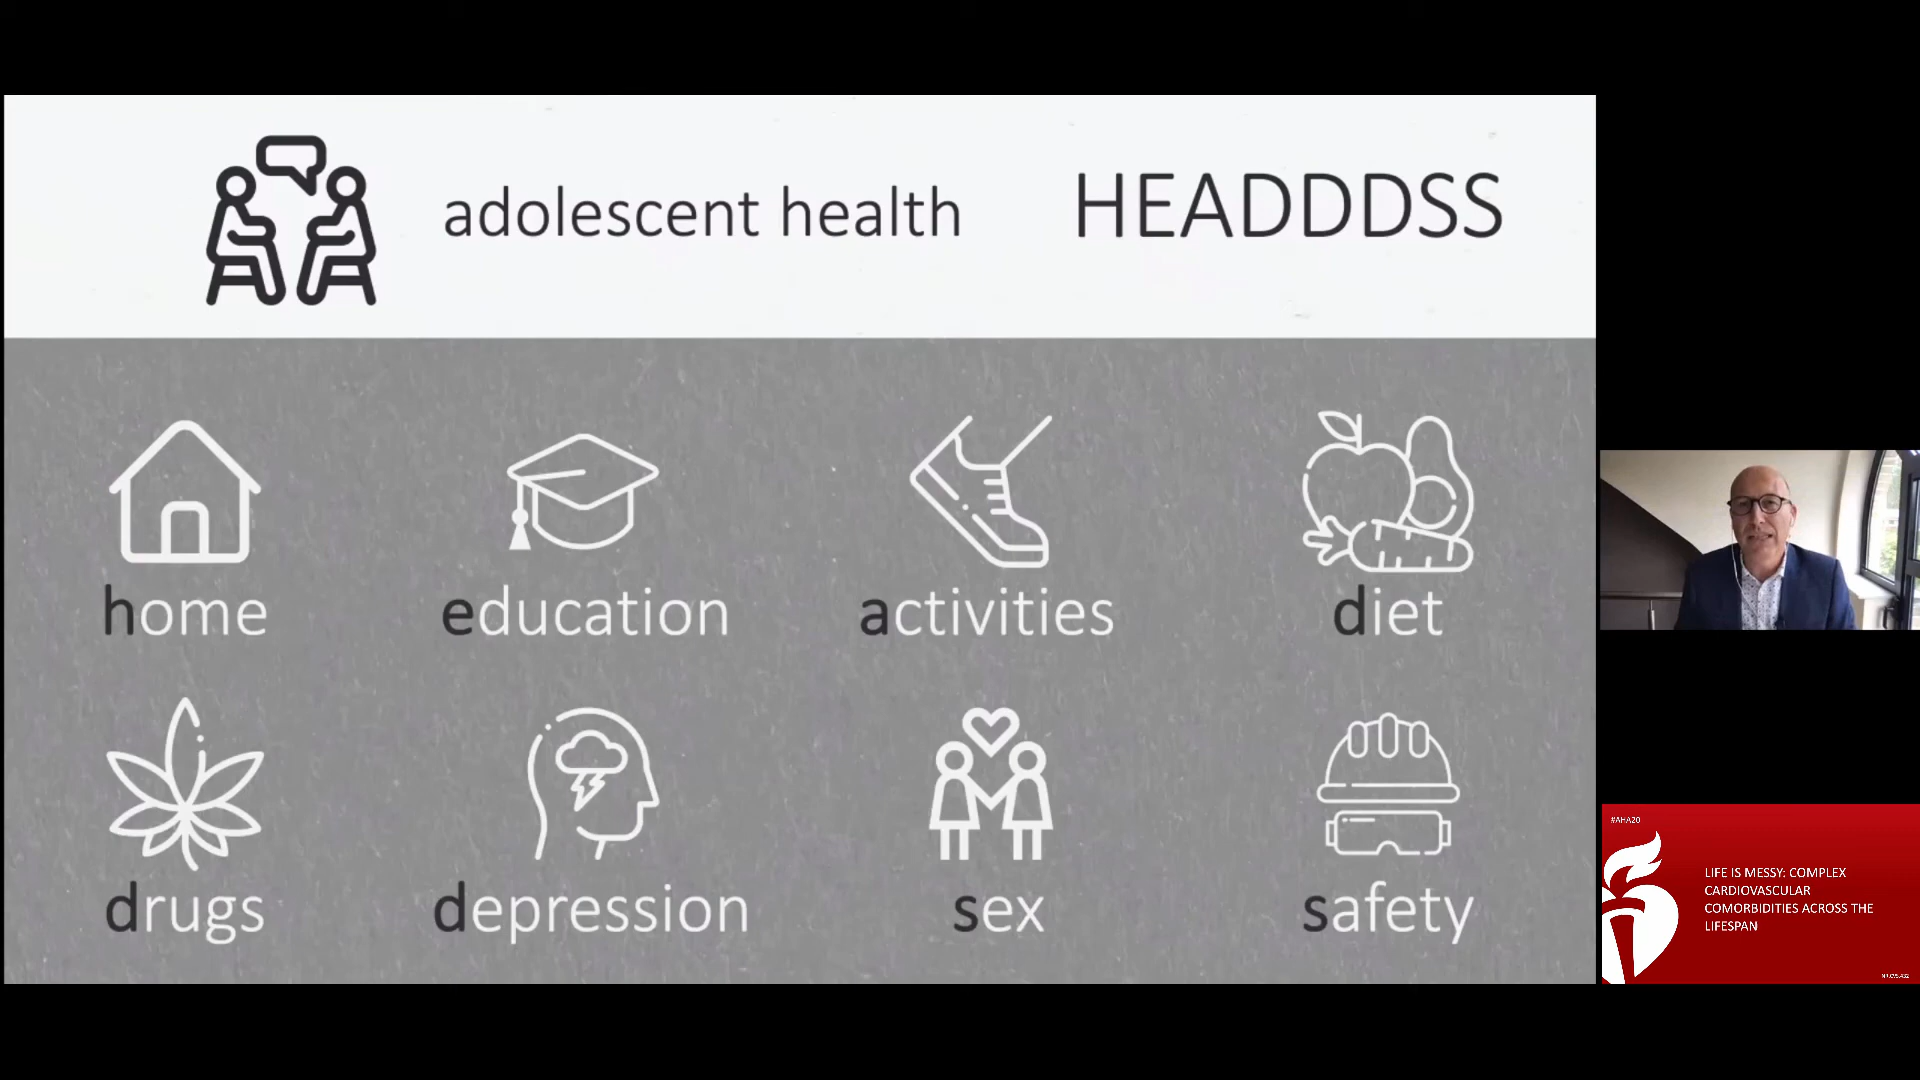 adolescent health
HEADDDSS
home
education
activities
diet
drugs
depression
sex
safety
#AHA20
LIFE IS MESSY: COMPLEX
CARDIOVASCULAR
COMORBIDITIES ACROSS THE
LIFESPAN